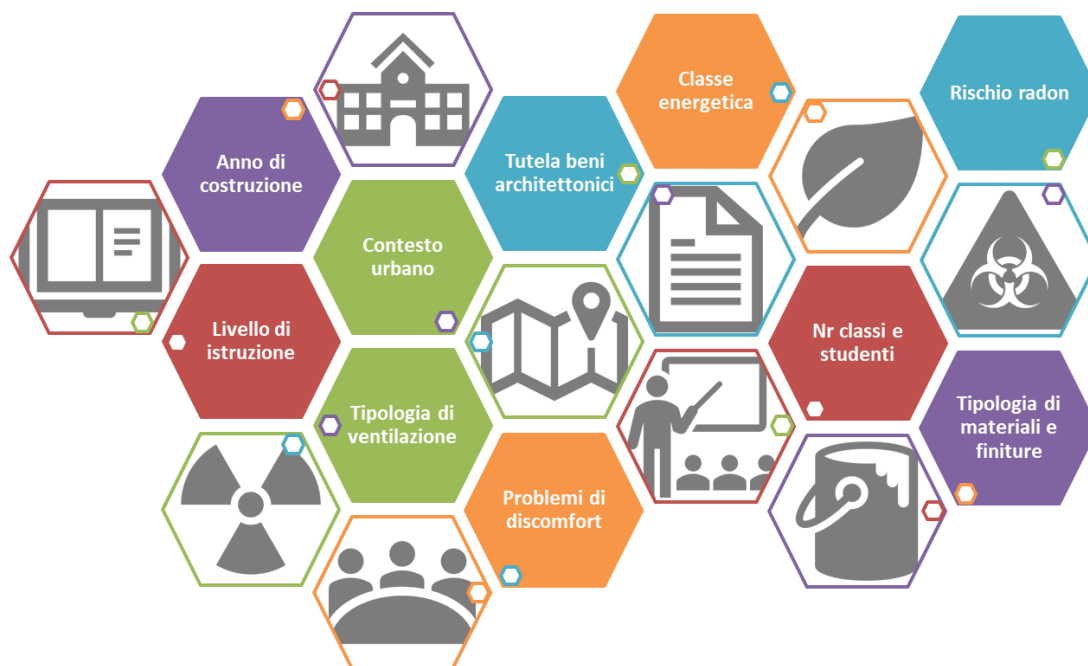 Classe
energetica
Rischio radon
Anno di
costruzione
Tutela beni
architettonici
Contesto
urbano
Livello di
istruzione
Nr classi e
studenti
Tipologia di
ventilazione
Tipologia di
materiali e
finiture
Problemi di
discomfort